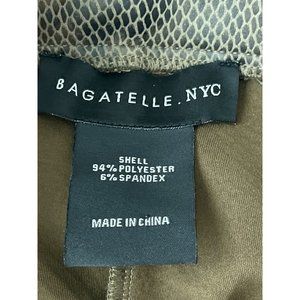 BAGATELLE.NYC
SHELL
94% POLYESTER
6% SPANDEX
MADE IN CHINA